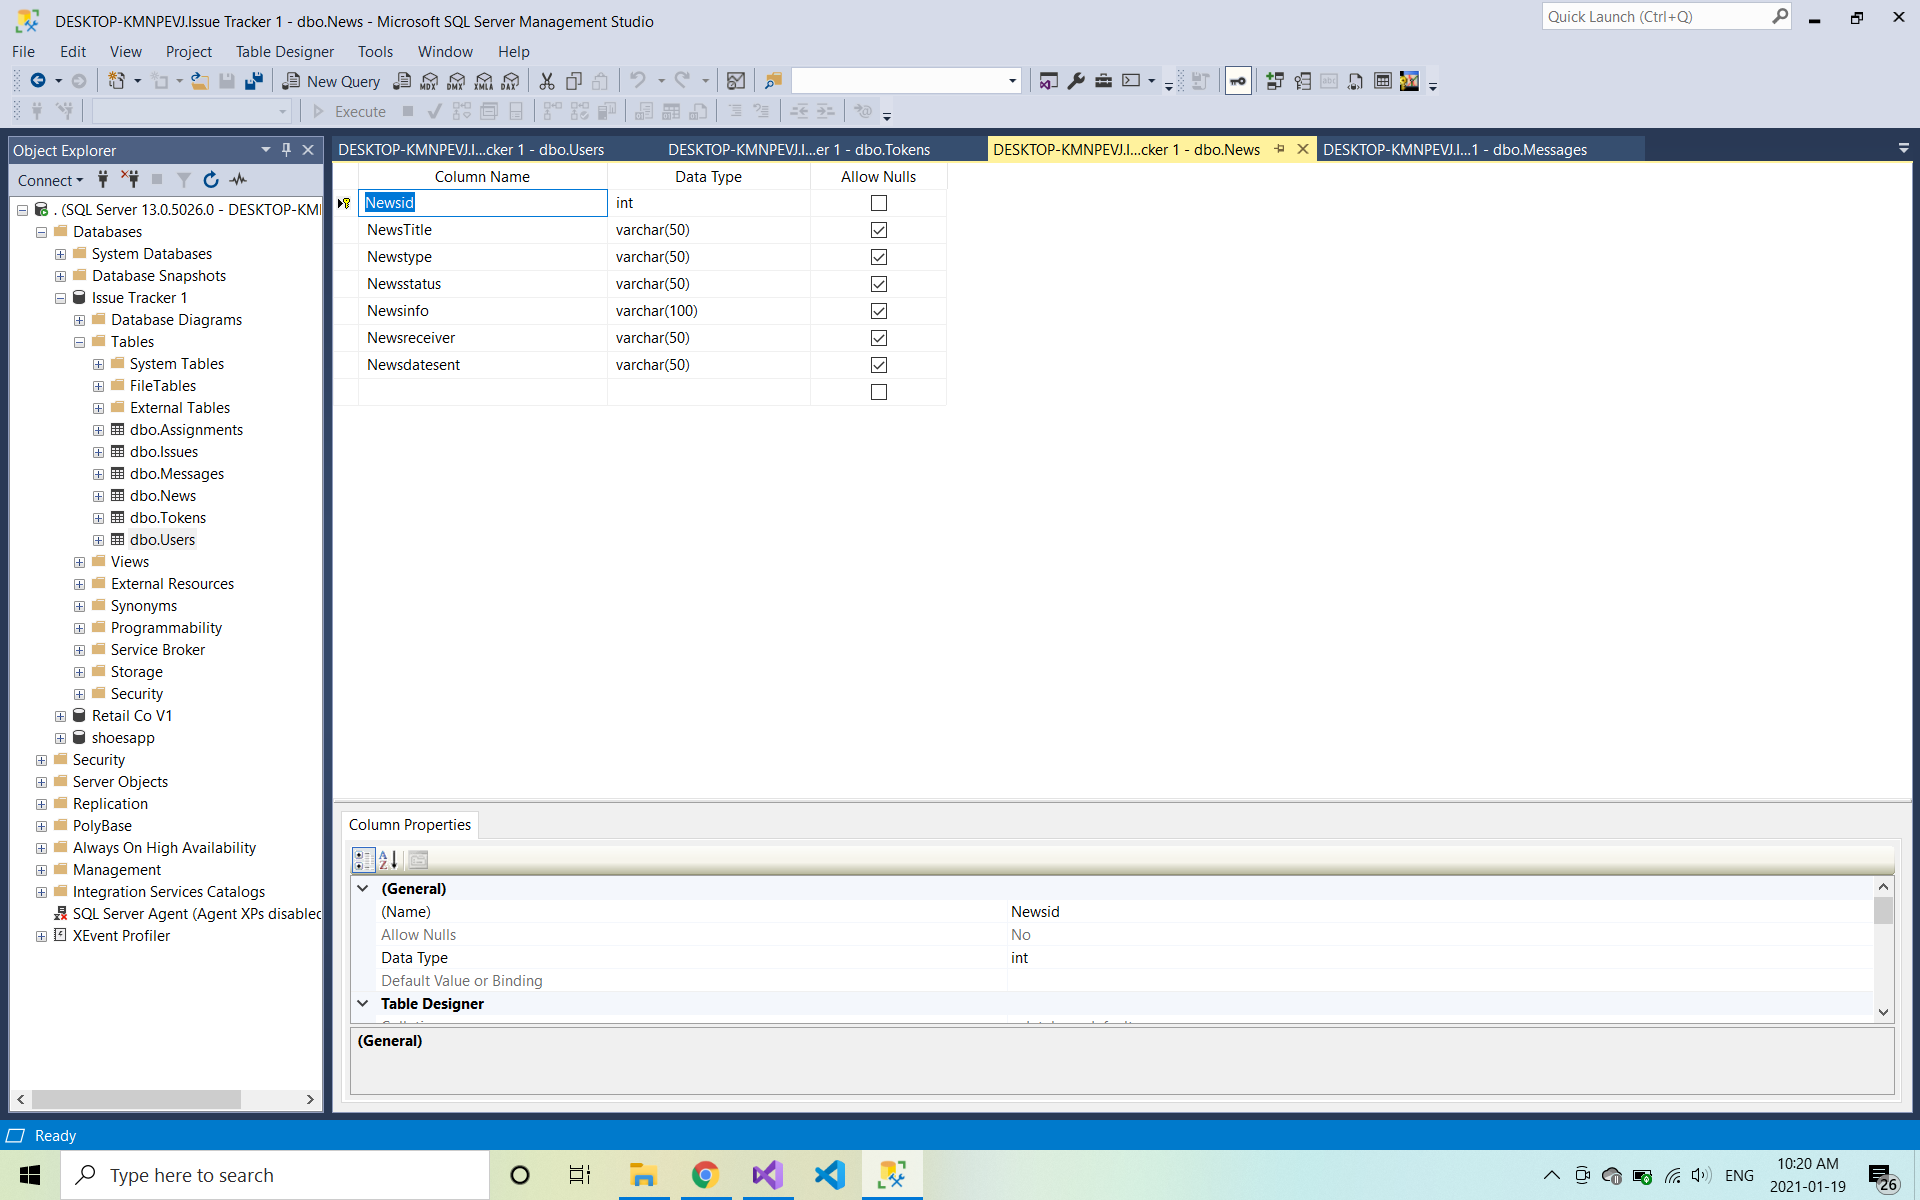 DESKTOP-KMNPEVJ.Issue Tracker 1 - dbo.News - Microsoft SQL Server Management Studio
Quick Launch (Ctrl+Q)
File Edit View Project Table Designer Tools Window Help
New Query MDX DMX XMLA DAX
Execute
Object Explorer
DESKTOP-KMNPEVJ.I...cker 1 - dbo.Users
DESKTOP-KMNPEVJ.I...er 1 - dbo.Tokens
DESKTOP-KMNPEVJ.I...cker 1 - dbo.News
DESKTOP-KMNPEVJ.I...1 - dbo.Messages
Connect
. (SQL Server 13.0.5026.0 - DESKTOP-KMI
Databases
System Databases
Database Snapshots
Issue Tracker 1
Database Diagrams
Tables
System Tables
FileTables
External Tables
dbo.Assignments
dbo.Issues
dbo.Messages
dbo.News
dbo.Tokens
dbo.Users
Views
External Resources
Synonyms
Programmability
Service Broker
Storage
Security
Retail Co V1
shoesapp
Security
Server Objects
Replication
PolyBase
Always On High Availability
Management
Integration Services Catalogs
SQL Server Agent (Agent XPs disabled
XEvent Profiler
Column Name Data Type Allow Nulls
Newsid int
NewsTitle varchar(50)
Newstype varchar(50)
Newsstatus varchar(50)
Newsinfo varchar(100)
Newsreceiver varchar(50)
Newsdatesent varchar(50)
Column Properties
(General)
(Name) Newsid
Allow Nulls No
Data Type int
Default Value or Binding
Table Designer
(General)
Ready
Type here to search
ENG
10:20 AM
2021-01-19
26